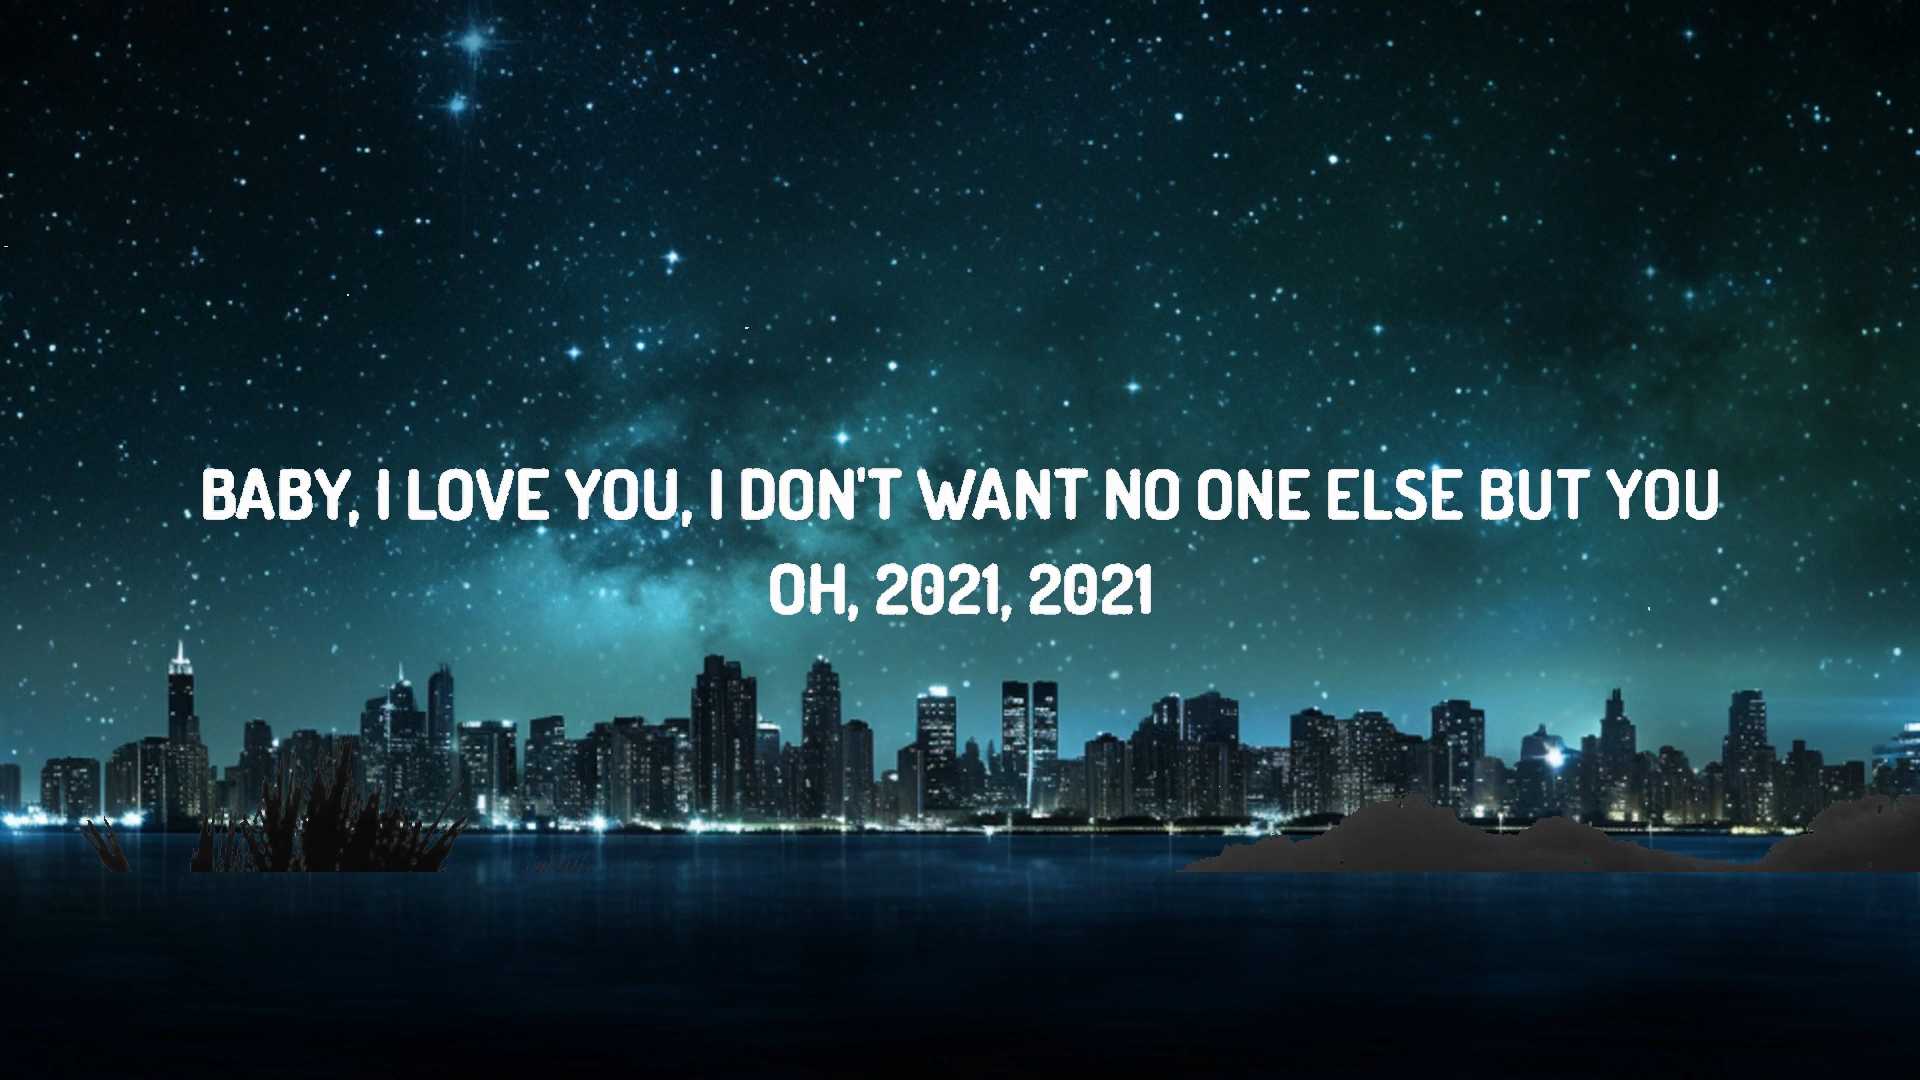 BABY, I LOVE YOU, I DON'T WANT NO ONE ELSE BUT YOU
OH, 2021, 2021